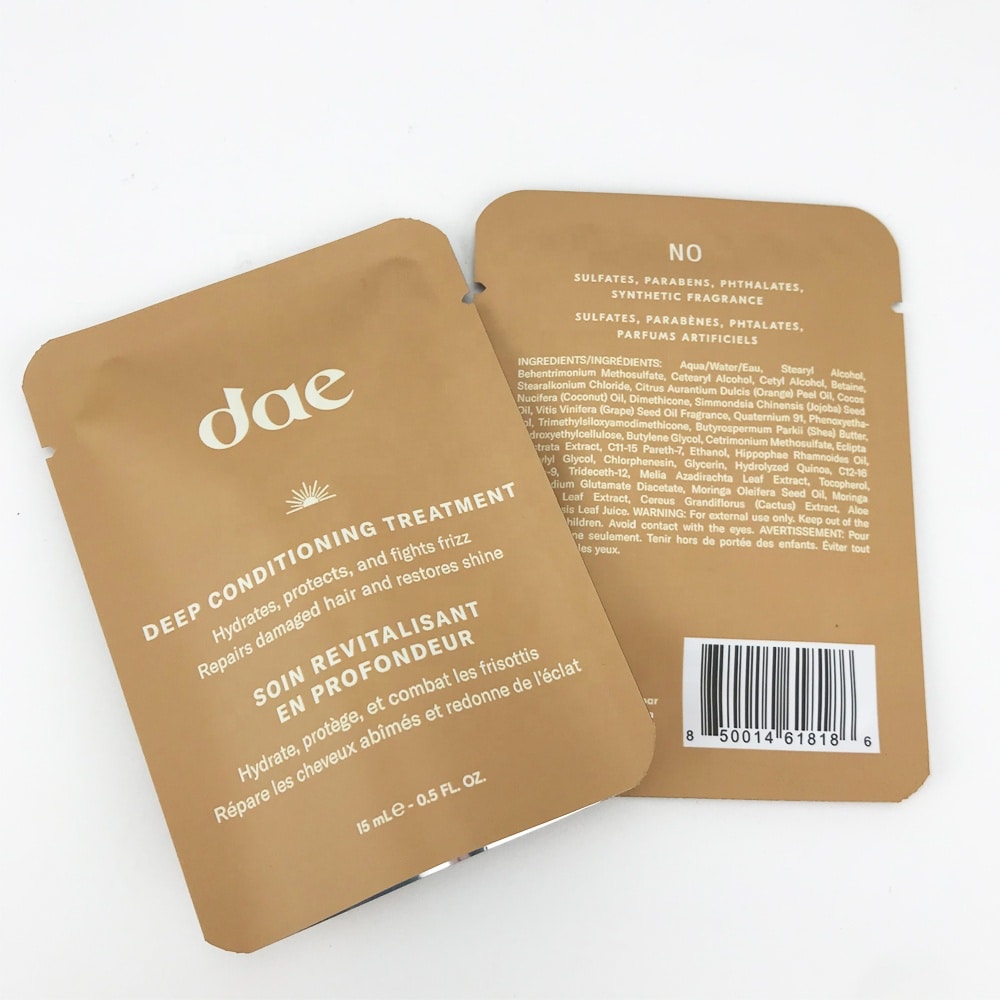 dae
DEEP CONDITIONING TREATMENT
Hydrates, protects, and fights frizz
Repairs damaged hair and restores shine
SOIN REVITALISANT
EN PROFONDEUR
Hydrate, protège, et combat les frisottis
Répare les cheveux abîmés et redonne de l'éclat
15 mL e - 0.5 FL. OZ.
NO
SULFATES, PARABENS, PHTHALATES,
SYNTHETIC FRAGRANCE
SULFATES, PARABÈNES, PHTALATES,
PARFUMS ARTIFICIELS
INGREDIENTS/INGRÉDIENTS: Aqua/Water/Eau, Stearyl Alcohol,
Behentrimonium Methosulfate, Cetearyl Alcohol, Cetyl Alcohol, Betaine,
Stearalkonium Chloride, Citrus Aurantium Dulcis (Orange) Peel Oil, Cocos
Nucifera (Coconut) Oil, Dimethicone, Simmondsia Chinensis (Jojoba) Seed
Oil, Vitis Vinifera (Grape) Seed Oil Fragrance, Quaternium 91, Phenoxyetha-
Trimethylsiloxyamodimethicone, Butyrospermum Parkii (Shea) Butter,
Butylene Glycol, Cetrimonium Methosulfate, Eclipta
Extract, C11-15 Pareth-7, Ethanol, Hippophae Rhamnoides Oil,
Glycol, Chlorphenesin, Glycerin, Hydrolyzed Quinoa, C12-16
Trideceth-12, Melia Azadirachta Leaf Extract, Tocopherol,
Glutamate Diacetate, Moringa Oleifera Seed Oil, Moringa
Leaf Extract, Cereus Grandiflorus (Cactus) Extract, Aloe
Leaf Juice. WARNING: For external use only. Keep out of the
Avoid contact with the eyes. AVERTISSEMENT: Pour
seulement. Tenir hors de portée des enfants. Éviter tout
les yeux.
8 50014 61818 6